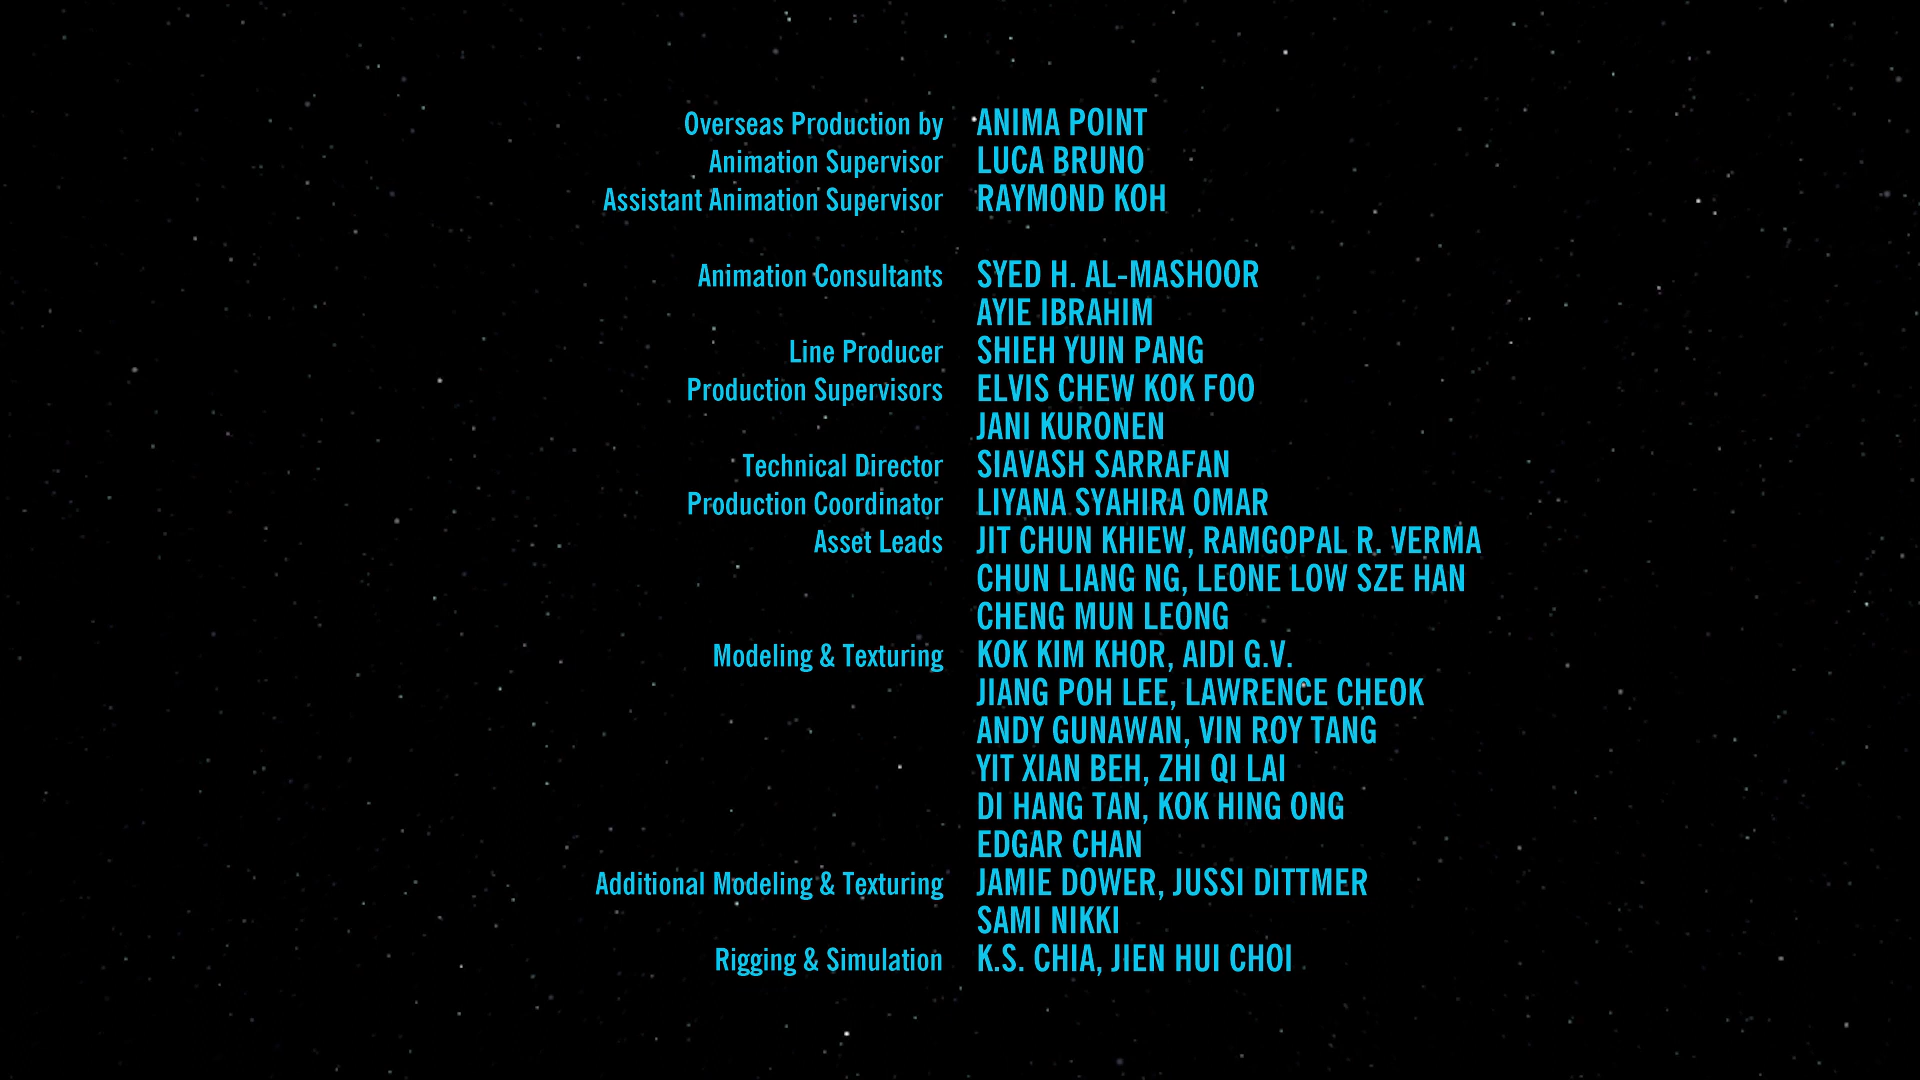 Overseas Production by ANIMA POINT
Animation Supervisor LUCA BRUNO
Assistant Animation Supervisor RAYMOND KOH
Animation Consultants SYED H. AL-MASHOOR
AYIE IBRAHIM
Line Producer SHIEH YUIN PANG
Production Supervisors ELVIS CHEW KOK FOO
JANI KURONEN
Technical Director SIAVASH SARRAFAN
Production Coordinator LIYANA SYAHIRA OMAR
Asset Leads JIT CHUN KHIEW, RAMGOPAL R. VERMA
CHUN LIANG NG, LEONE LOW SZE HAN
CHENG MUN LEONG
Modeling & Texturing KOK KIM KHOR, AIDI G.V.
JIANG POH LEE, LAWRENCE CHEOK
ANDY GUNAWAN, VIN ROY TANG
YIT XIAN BEH, ZHI QI LAI
DI HANG TAN, KOK HING ONG
EDGAR CHAN
Additional Modeling & Texturing JAMIE DOWER, JUSSI DITTMER
SAMI NIKKI
Rigging & Simulation K.S. CHIA, JIEN HUI CHOI